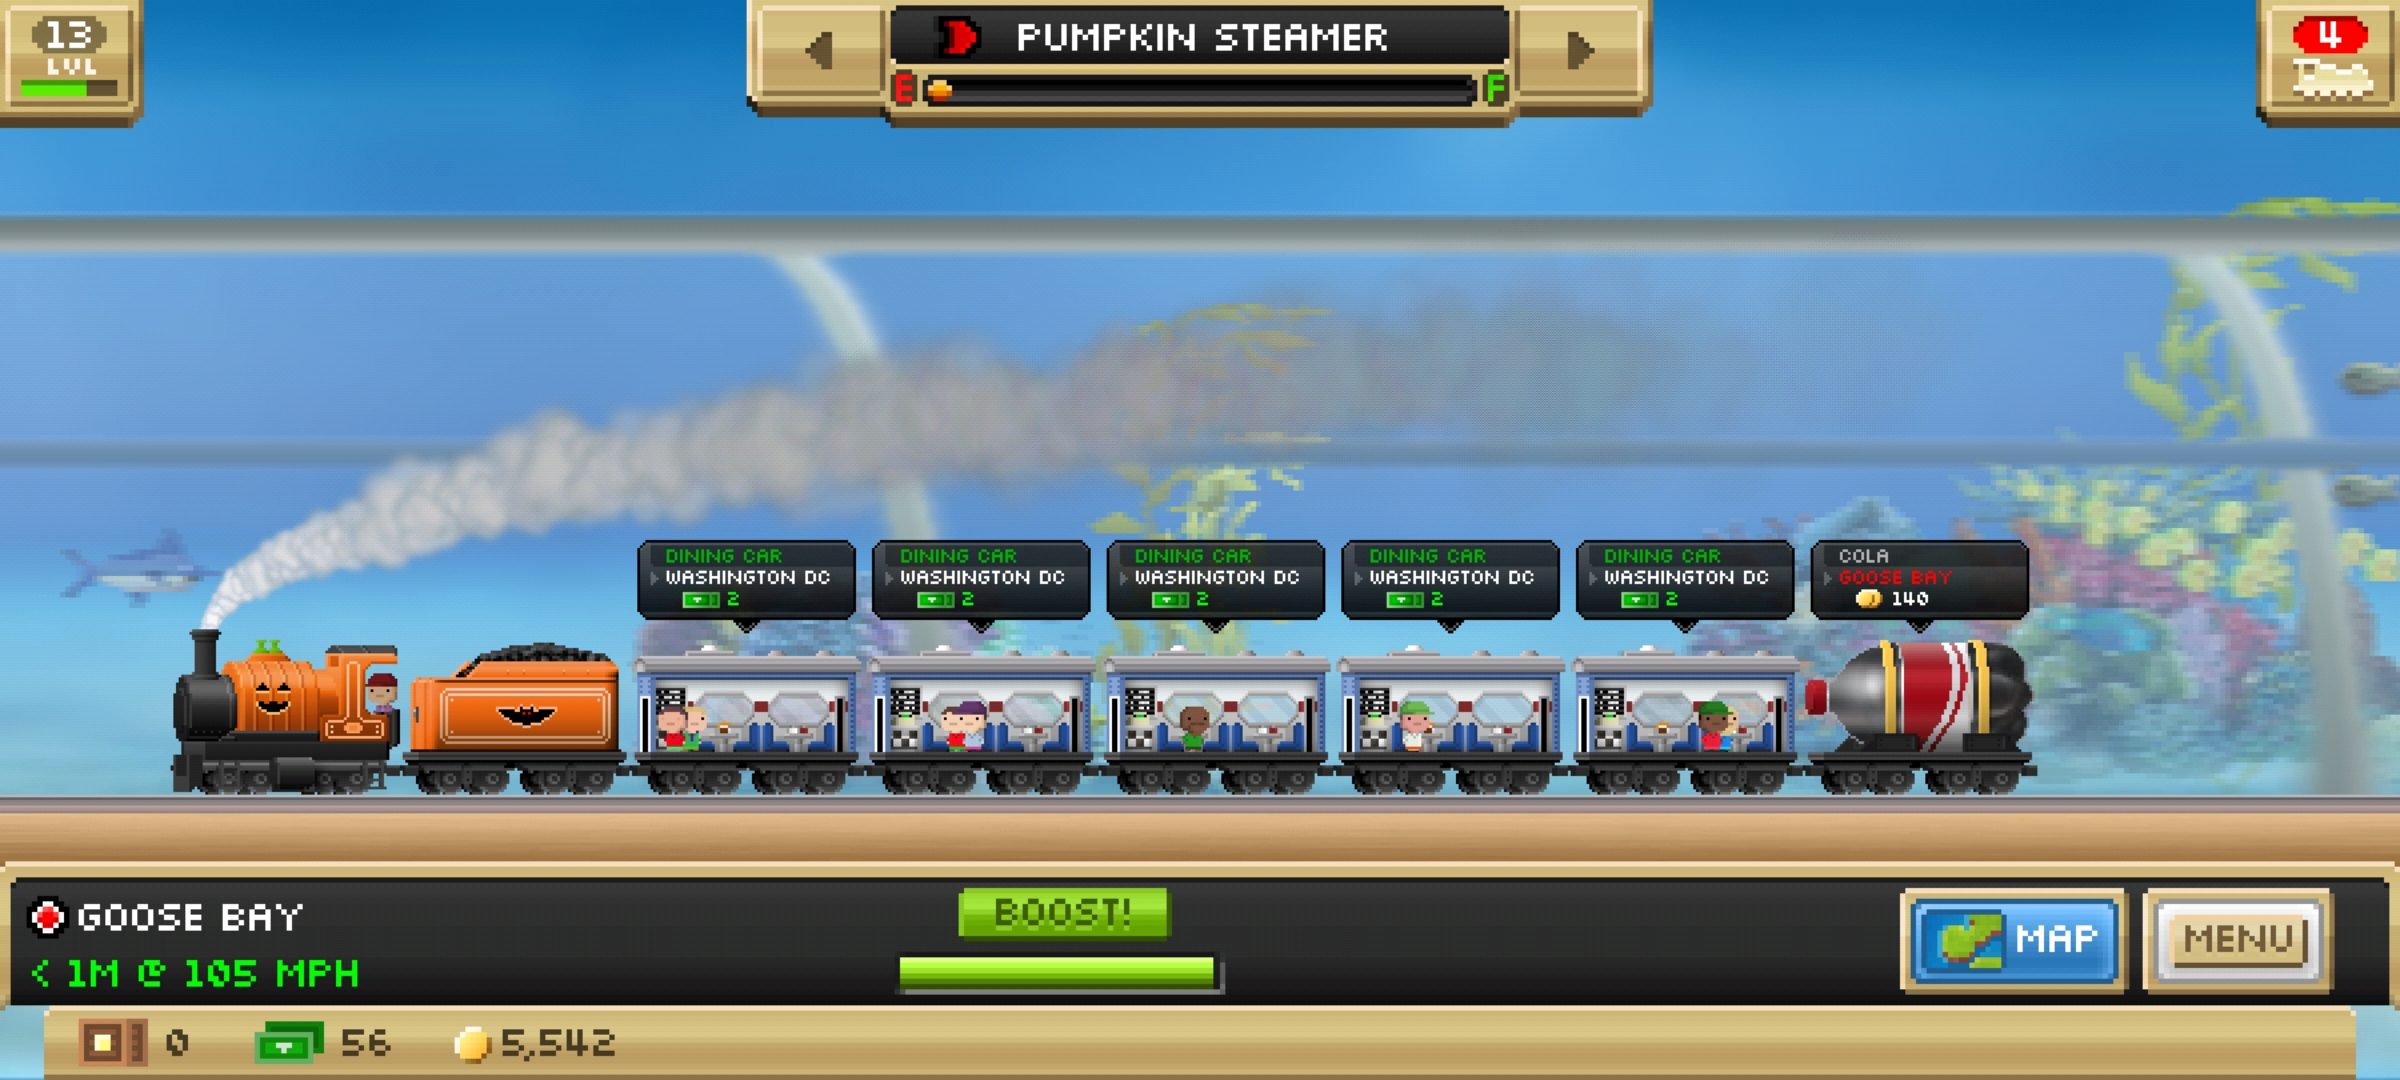 13
LVL
PUMPKIN STEAMER
E F
4
DINING CAR
WASHINGTON DC
2
DINING CAR
WASHINGTON DC
2
DINING CAR
WASHINGTON DC
2
DINING CAR
WASHINGTON DC
2
DINING CAR
WASHINGTON DC
2
COLA
GOOSE BAY
140
GOOSE BAY
< 1M @ 105 MPH
BOOST!
MAP
MENU
0 56 5,542